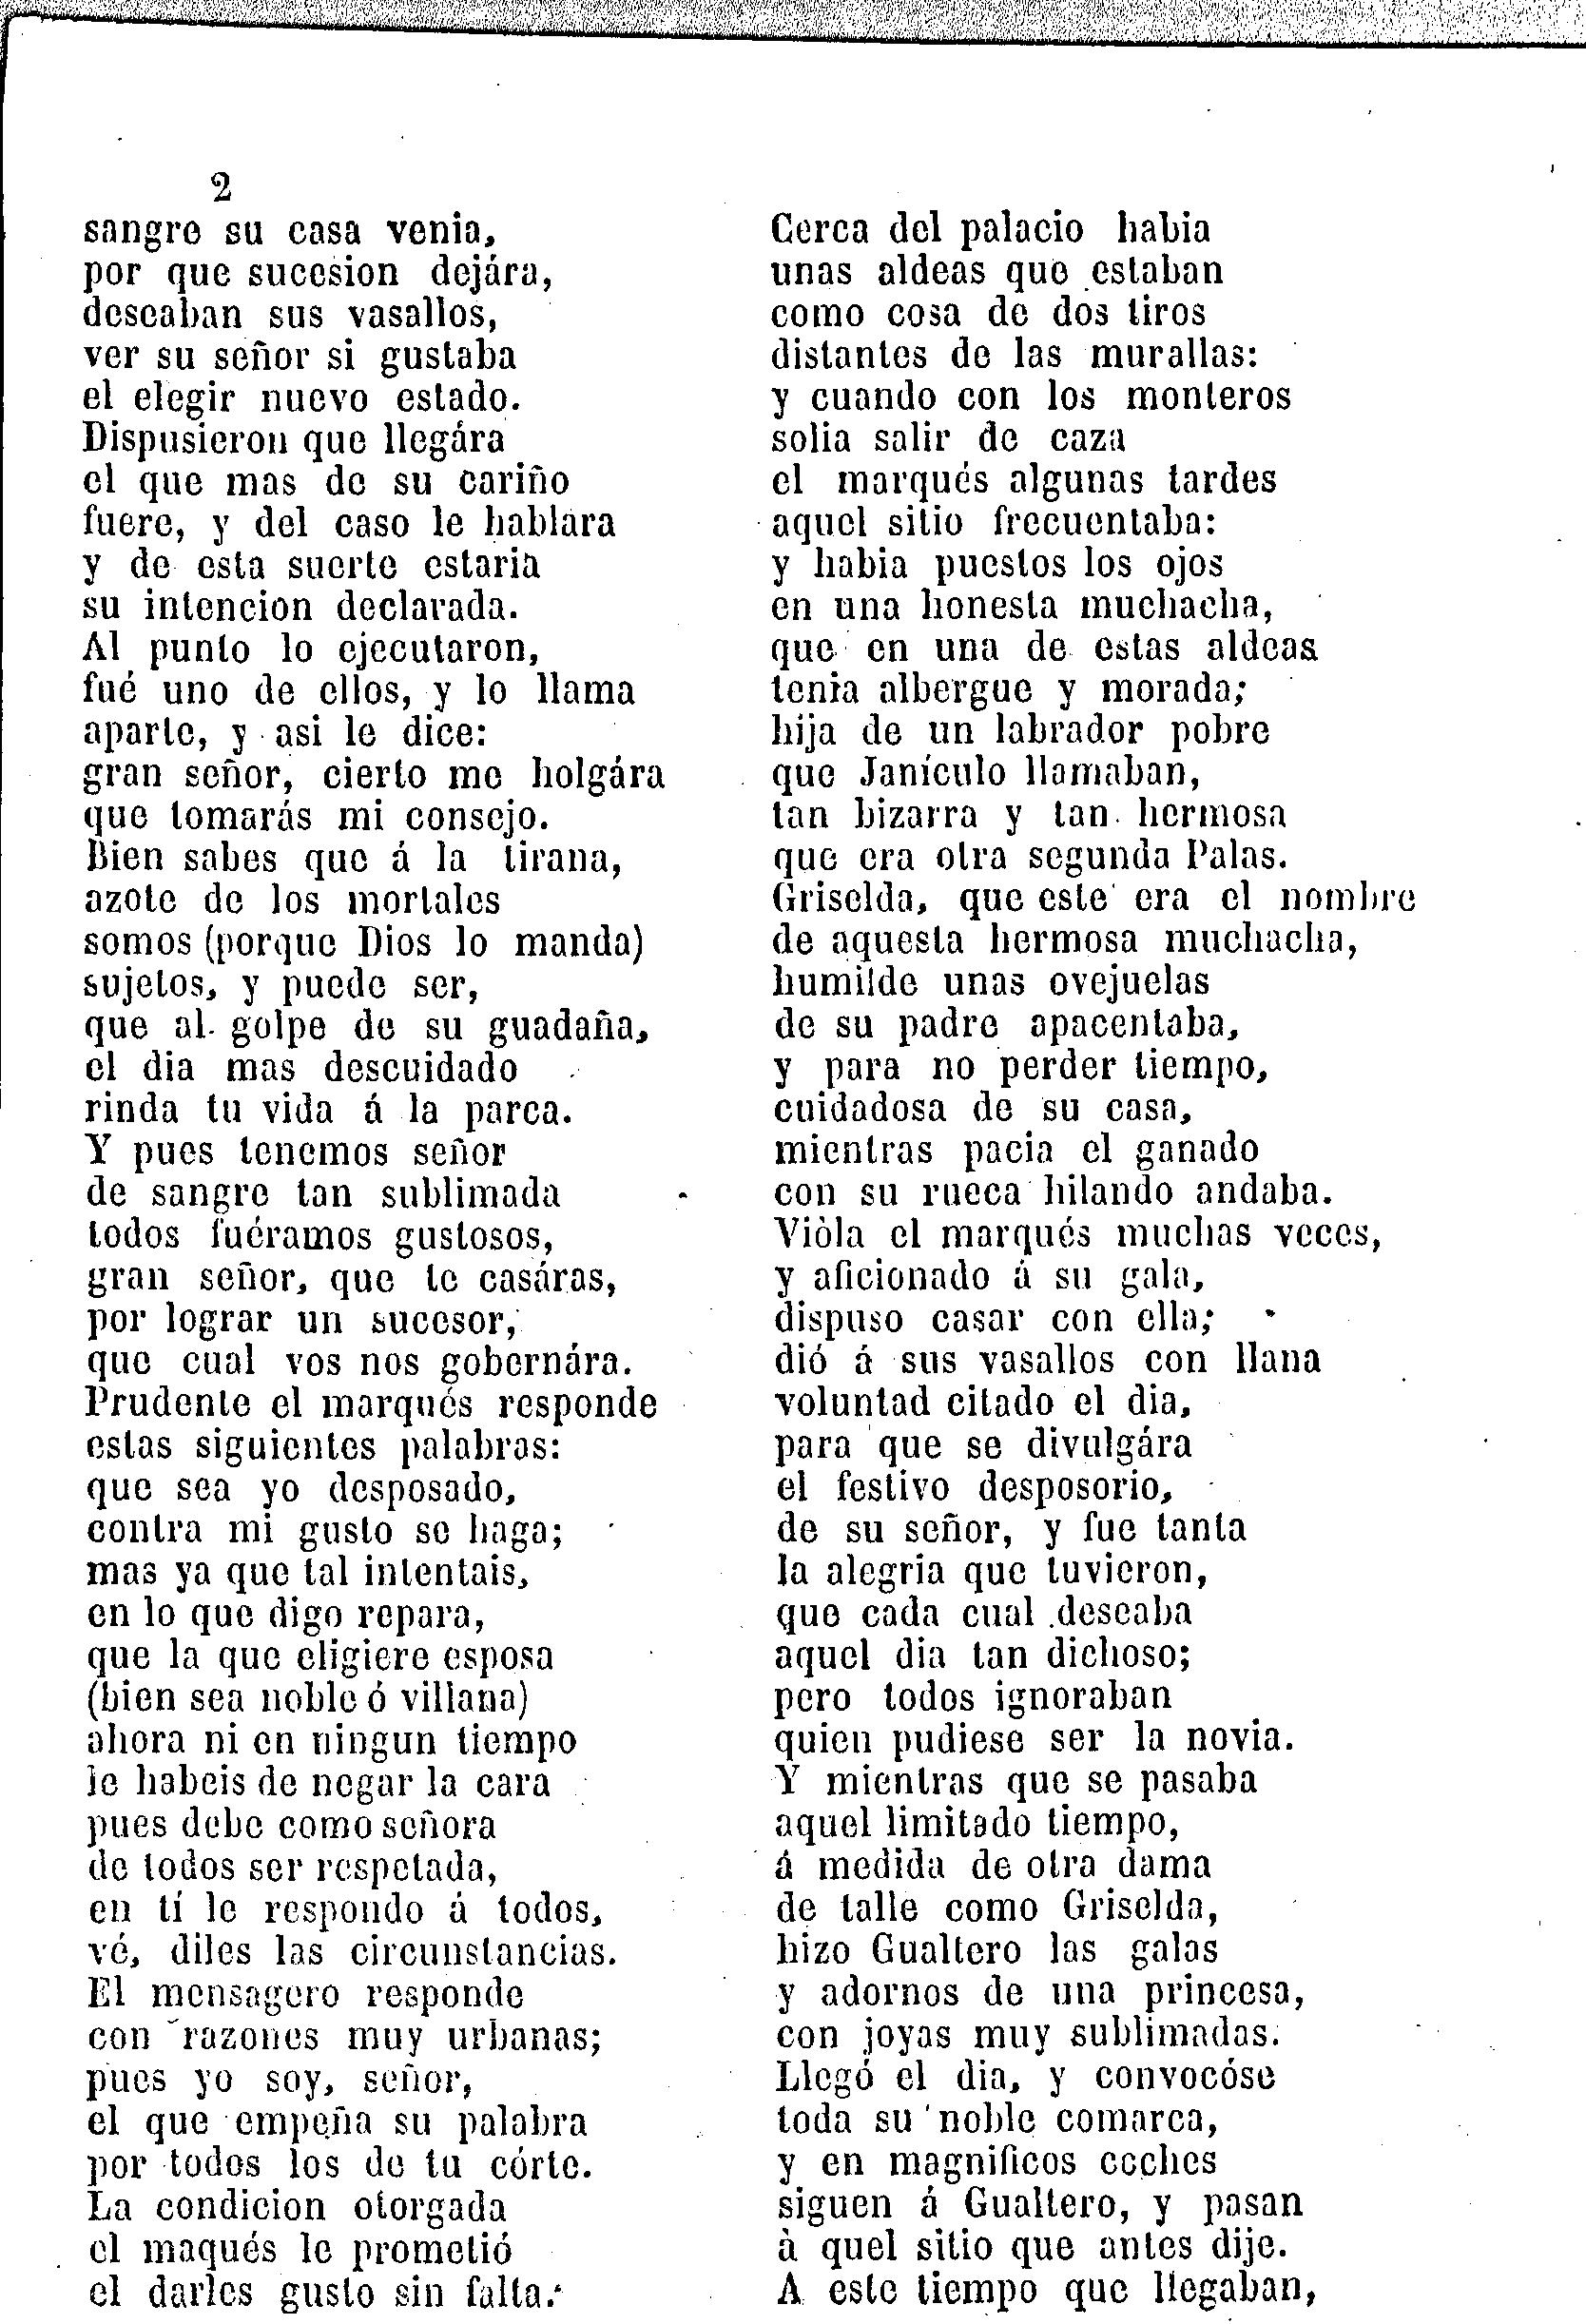 2
sangre su casa venia,
por que sucesion dejára,
deseaban sus vasallos,
ver su señor si gustaba
el elegir nuevo estado.
Dispusieron que llegára
el que mas de su cariño
fuere, y del caso le hablara
y de esta suerte estaria
su intencion declarada.
Al punto lo ejecutaron,
fué uno de ellos, y lo llama
aparte, y asi le dice:
gran señor, cierto me holgára
que tomarás mi consejo.
Bien sabes que á la tirana,
azote de los mortales
somos (porque Dios lo manda)
sujetos, y puede ser,
que al golpe de su guadaña,
el dia mas descuidado
rinda tu vida á la parca.
Y pues tenemos señor
de sangre tan sublimada
todos fuéramos gustosos,
gran señor, que te casáras,
por lograr un sucesor,
que cual vos nos gobernára.
Prudente el marqués responde
estas siguientes palabras:
que sea yo desposado,
contra mi gusto se haga;
mas ya que tal intentais,
en lo que digo repara,
que la que eligiere esposa
(bien sea noble ó villana)
ahora ni en ningun tiempo
le habeis de negar la cara
pues debe como señora
de todos ser respetada,
en tí le respondo á todos,
vé, diles las circunstancias.
El mensagero responde
con razones muy urbanas;
pues yo soy, señor,
el que empeña su palabra
por todos los de tu córte.
La condicion otorgada
el maqués le prometió
el darles gusto sin falta.
Cerca del palacio habia
unas aldeas que estaban
como cosa de dos tiros
distantes de las murallas:
y cuando con los monteros
solia salir de caza
el marqués algunas tardes
aquel sitio frecuentaba:
y habia puestos los ojos
en una honesta muchacha,
que en una de estas aldeas
tenia albergue y morada;
hija de un labrador pobre
que Janículo llamaban,
tan bizarra y tan hermosa
que era otra segunda Palas.
Griselda, que este era el nombre
de aquesta hermosa muchacha,
humilde unas ovejuelas
de su padre apacentaba,
y para no perder tiempo,
cuidadosa de su casa,
mientras pacia el ganado
con su rueca hilando andaba.
Viòla el marqués muchas veces,
y aficionado á su gala,
dispuso casar con ella;
dió á sus vasallos con llana
voluntad citado el dia,
para que se divulgára
el festivo desposorio,
de su señor, y fue tanta
la alegria que tuvieron,
que cada cual deseaba
aquel dia tan dichoso;
pero todos ignoraban
quien pudiese ser la novia.
Y mientras que se pasaba
aquel limitado tiempo,
á medida de otra dama
de talle como Griselda,
hizo Gualtero las galas
y adornos de una princesa,
con joyas muy sublimadas.
Llegó el dia, y convocóse
toda su noble comarca,
y en magnificos coches
siguen á Gualtero, y pasan
à quel sitio que antes dije.
A este tiempo que llegaban,